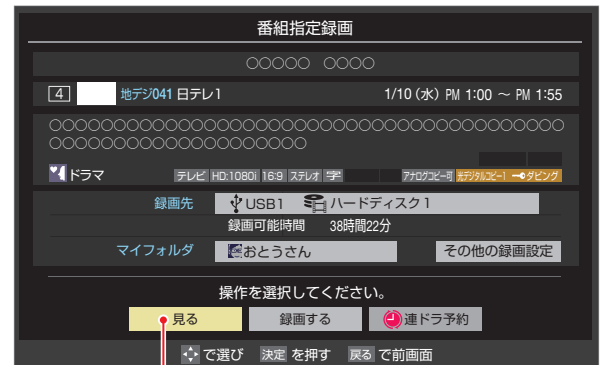 番組指定録画
○○○○○ ○○○○
4 地デジ041 日テレ1 1/10(水) PM 1:00 ～ PM 1:55
○○○○○○○○○○○○○○○○○○○○○○○○○○○○○○○○○○○○○○○
○○○○○○○○○○○○○○○○○○○○
ドラマ テレビ HD:1080i 16:9 ステレオ 字 アナログコピー可 光デジタルコピー1 ダビング
録画先 USB1 ハードディスク1
録画可能時間 38時間22分
マイフォルダ おとうさん その他の録画設定
操作を選択してください。
見る 録画する 連ドラ予約
で選び 決定 を押す 戻る で前画面